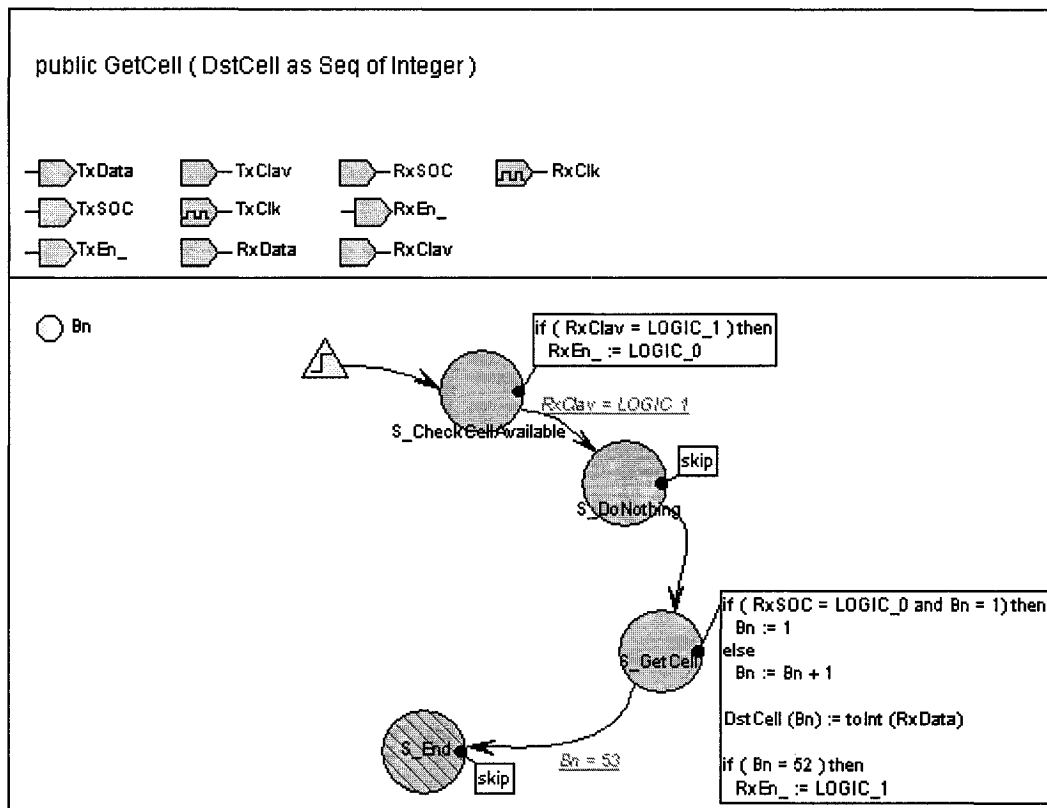 public GetCell ( DstCell as Seq of Integer )
TxData TxClav RxSOC RxClk
TxSOC TxClk RxEn_
TxEn_ RxData RxClav
Bn
if ( RxClav = LOGIC_1 ) then
RxEn_ := LOGIC_0
RxClav = LOGIC 1
S_CheckCellAvailable
skip
S_DoNothing
if ( RxSOC = LOGIC_0 and Bn = 1) then
Bn := 1
else
Bn := Bn + 1
S_GetCell
DstCell (Bn) := toInt (RxData)
S_End
Bn = 53
if ( Bn = 52 ) then
skip
RxEn_ := LOGIC_1